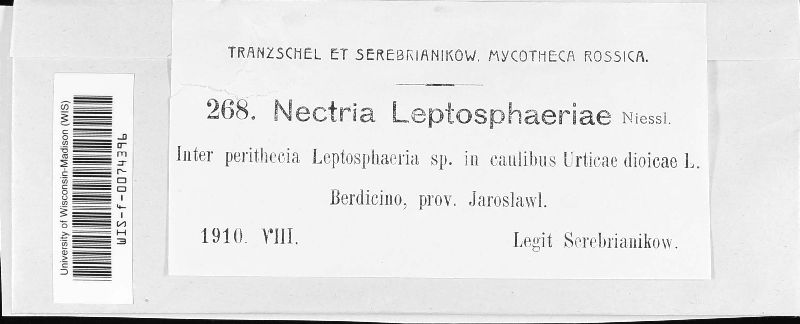 TRANZSCHEL ET SEREBRIANIKOW. MYCOTHECA ROSSICA.
268. Nectria Leptosphaeriae Niessl.
Inter perithecia Leptosphaeria sp. in caulibus Urticae dioicae L.
Berdicino, prov. Jaroslawl.
1910. VIII.
Legit Serebrianikow.
University of Wisconsin-Madison (WIS)
WIS-f-0074396